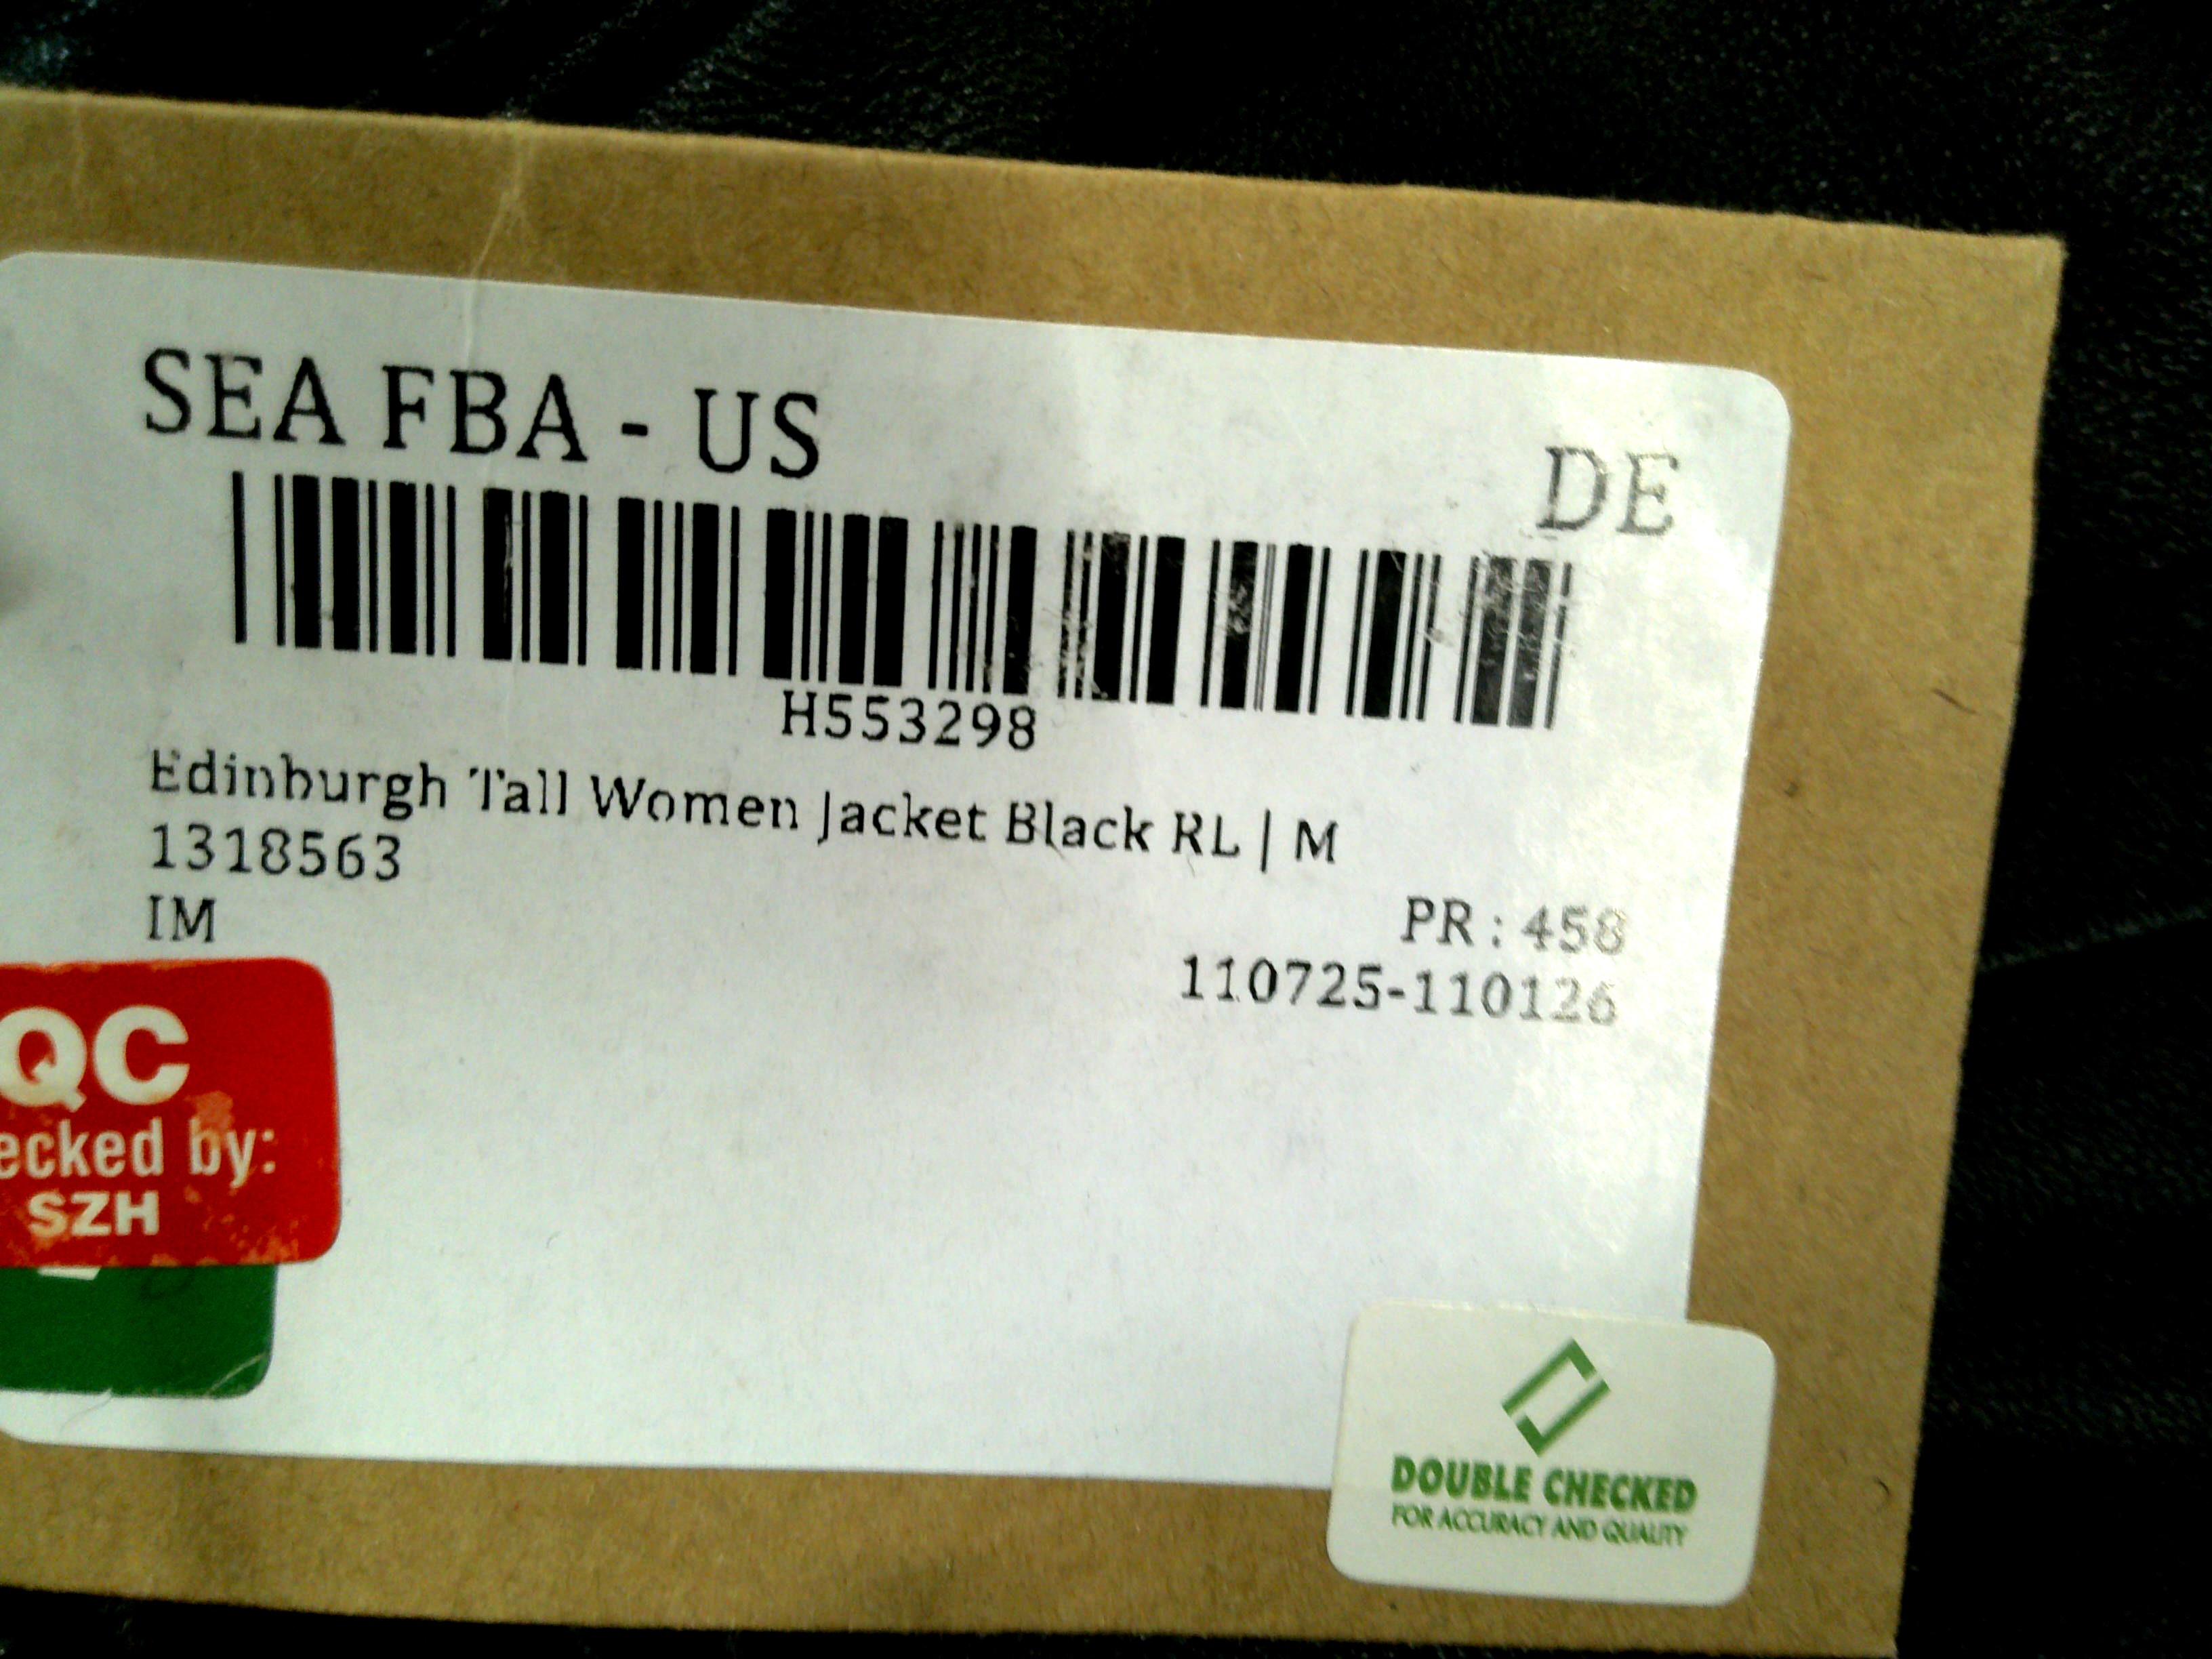 SEA FBA - US
DE
H553298
Edinburgh Tall Women Jacket Black RL | M
1318563
IM
PR : 458
110725-110126
QC
ecked by:
SZH
DOUBLE CHECKED
FOR ACCURACY AND QUALITY